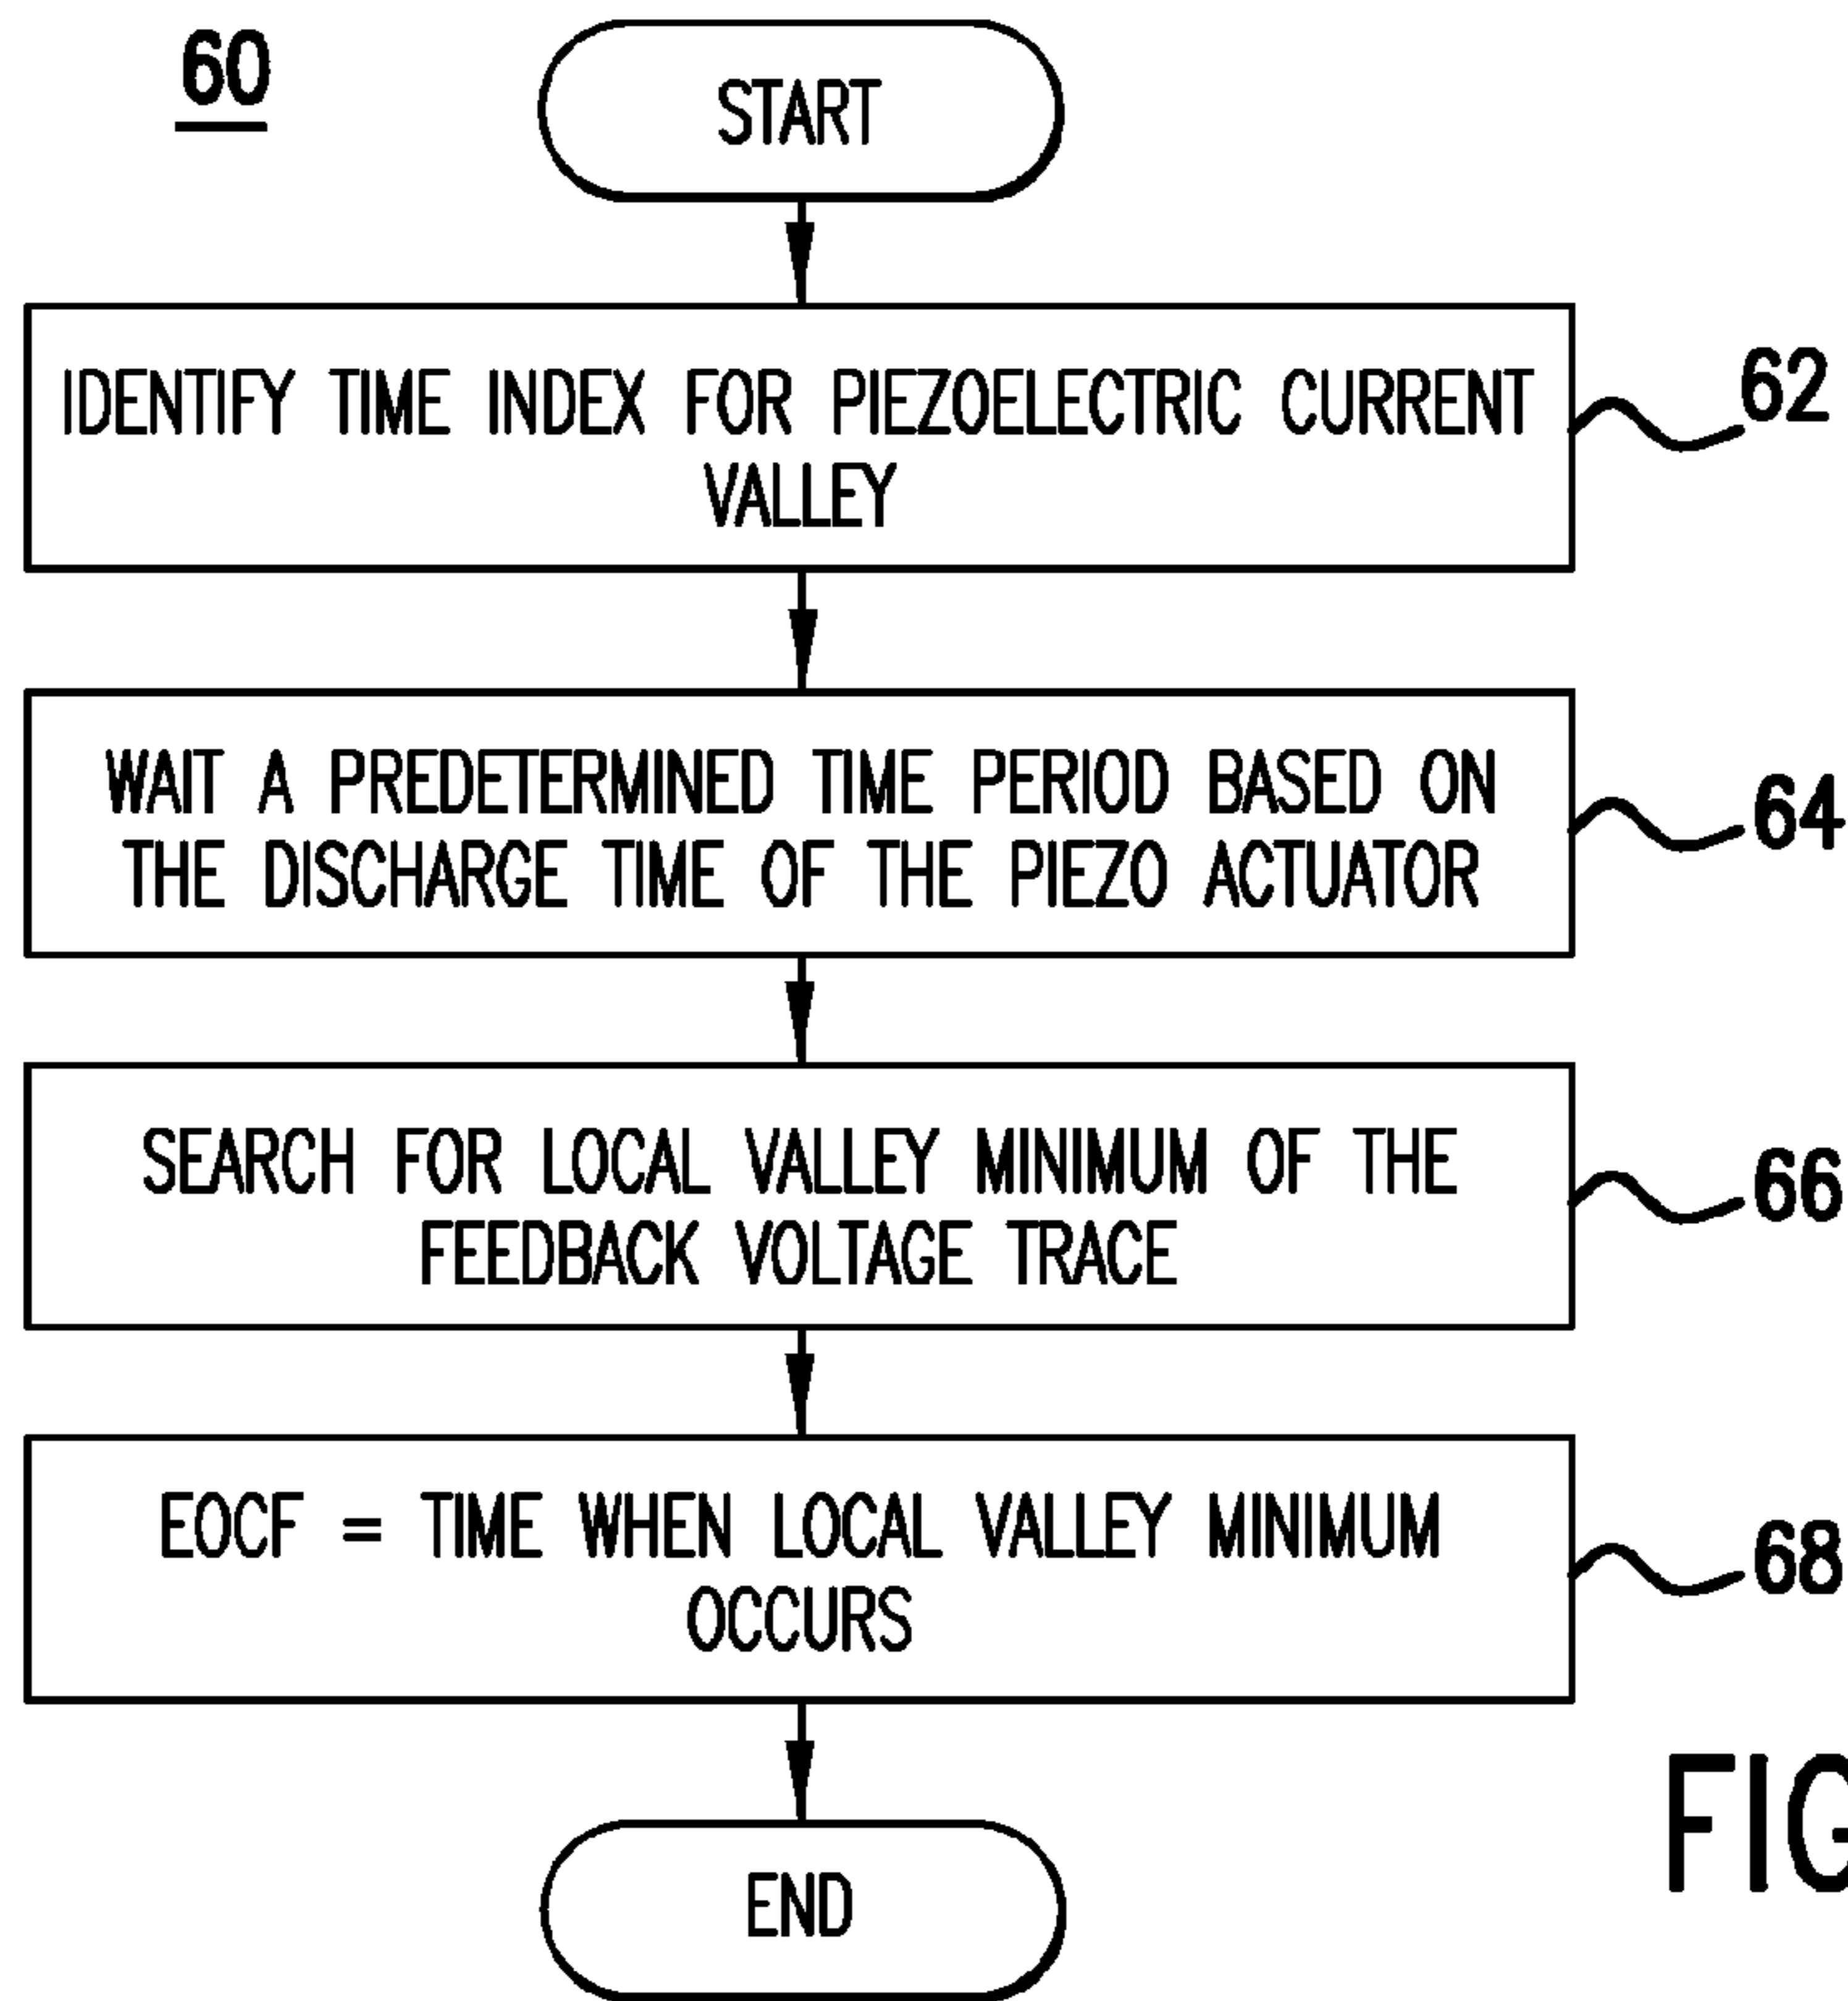 60
START
IDENTIFY TIME INDEX FOR PIEZOELECTRIC CURRENT
VALLEY
62
WAIT A PREDETERMINED TIME PERIOD BASED ON
THE DISCHARGE TIME OF THE PIEZO ACTUATOR
64
SEARCH FOR LOCAL VALLEY MINIMUM OF THE
FEEDBACK VOLTAGE TRACE
66
EOCF = TIME WHEN LOCAL VALLEY MINIMUM
OCCURS
68
FIG
END